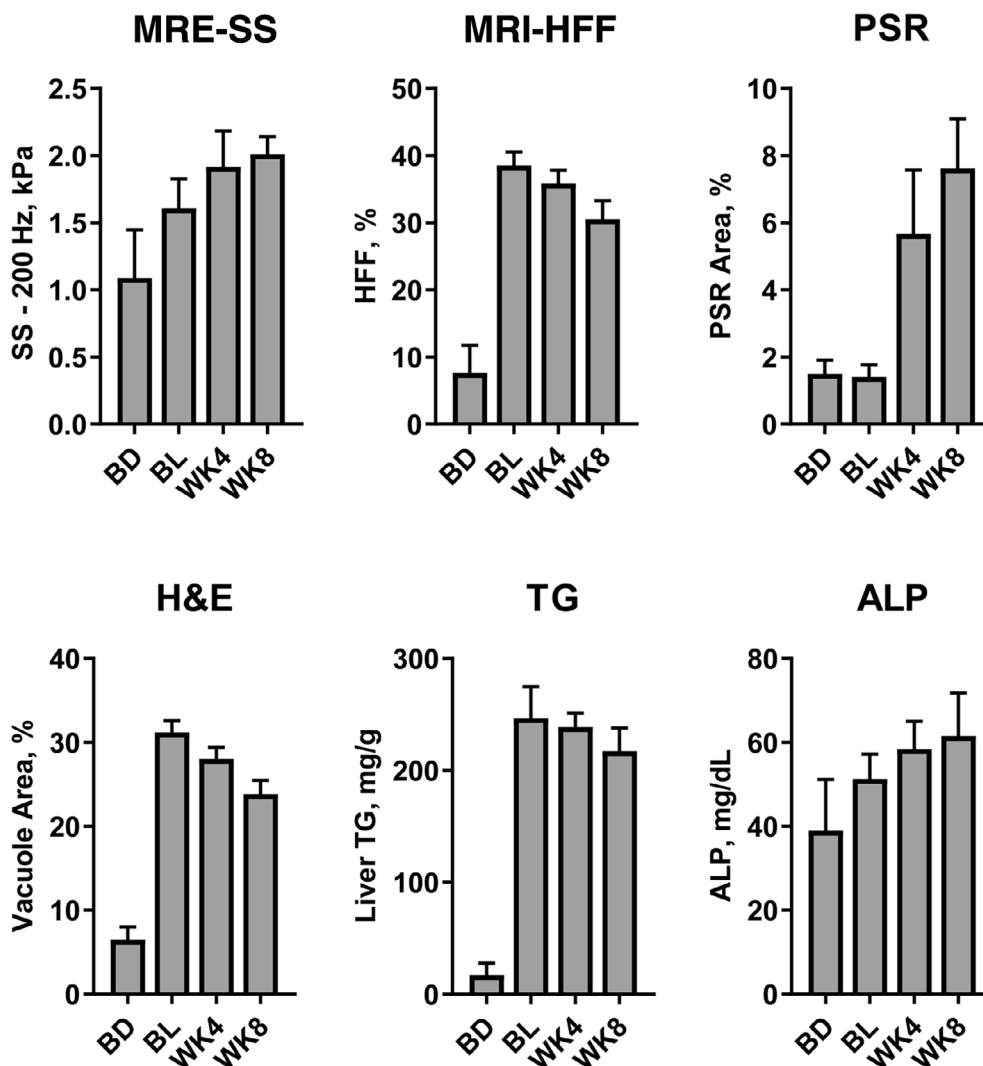 MRE-SS
SS - 200 Hz, kPa
2.5
2.0
1.5
1.0
0.5
0.0
BD BL WK4 WK8
MRI-HFF
HFF, %
50
40
30
20
10
0
BD BL WK4 WK8
PSR
PSR Area, %
10
8
6
4
2
0
BD BL WK4 WK8
H&E
Vacuole Area, %
40
30
20
10
0
BD BL WK4 WK8
TG
Liver TG, mg/g
300
200
100
0
BD BL WK4 WK8
ALP
ALP, mg/dL
80
60
40
20
0
BD BL WK4 WK8